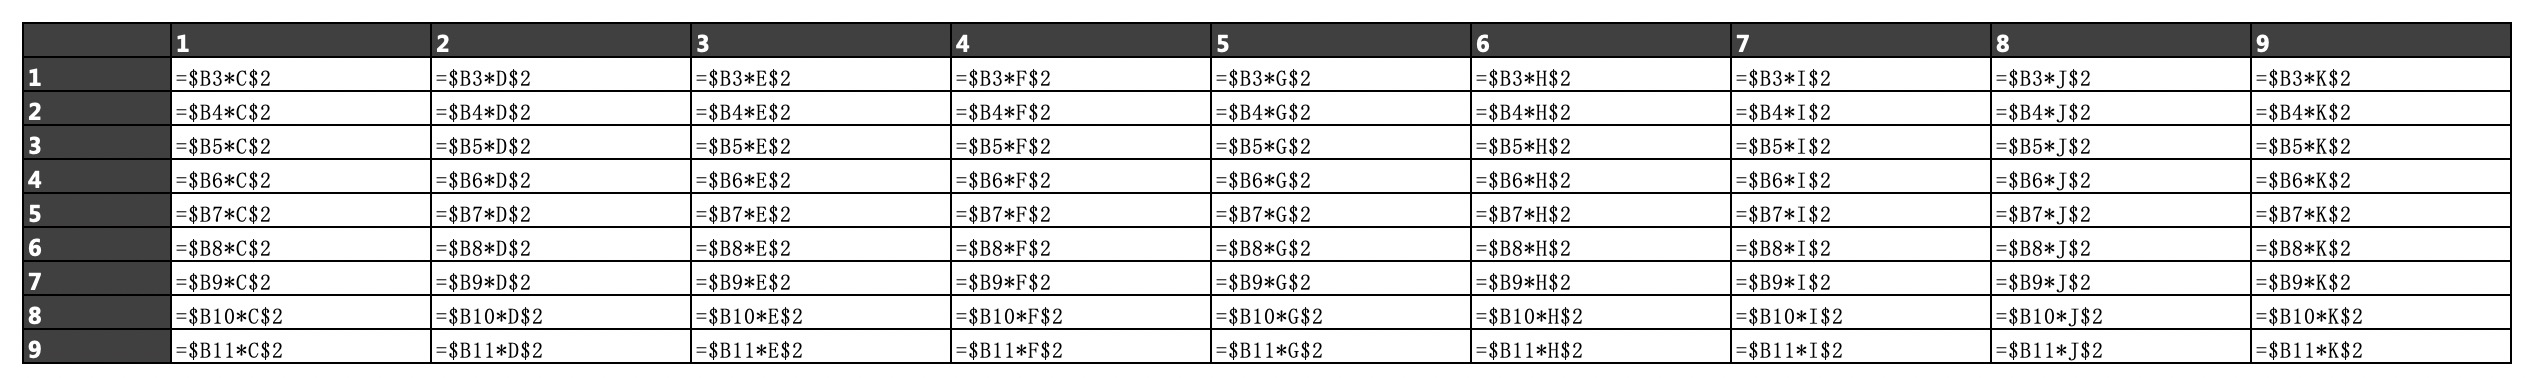 1 2 3 4 5 6 7 8 9
1 =$B3*C$2 =$B3*D$2 =$B3*E$2 =$B3*F$2 =$B3*G$2 =$B3*H$2 =$B3*I$2 =$B3*J$2 =$B3*K$2
2 =$B4*C$2 =$B4*D$2 =$B4*E$2 =$B4*F$2 =$B4*G$2 =$B4*H$2 =$B4*I$2 =$B4*J$2 =$B4*K$2
3 =$B5*C$2 =$B5*D$2 =$B5*E$2 =$B5*F$2 =$B5*G$2 =$B5*H$2 =$B5*I$2 =$B5*J$2 =$B5*K$2
4 =$B6*C$2 =$B6*D$2 =$B6*E$2 =$B6*F$2 =$B6*G$2 =$B6*H$2 =$B6*I$2 =$B6*J$2 =$B6*K$2
5 =$B7*C$2 =$B7*D$2 =$B7*E$2 =$B7*F$2 =$B7*G$2 =$B7*H$2 =$B7*I$2 =$B7*J$2 =$B7*K$2
6 =$B8*C$2 =$B8*D$2 =$B8*E$2 =$B8*F$2 =$B8*G$2 =$B8*H$2 =$B8*I$2 =$B8*J$2 =$B8*K$2
7 =$B9*C$2 =$B9*D$2 =$B9*E$2 =$B9*F$2 =$B9*G$2 =$B9*H$2 =$B9*I$2 =$B9*J$2 =$B9*K$2
8 =$B10*C$2 =$B10*D$2 =$B10*E$2 =$B10*F$2 =$B10*G$2 =$B10*H$2 =$B10*I$2 =$B10*J$2 =$B10*K$2
9 =$B11*C$2 =$B11*D$2 =$B11*E$2 =$B11*F$2 =$B11*G$2 =$B11*H$2 =$B11*I$2 =$B11*J$2 =$B11*K$2